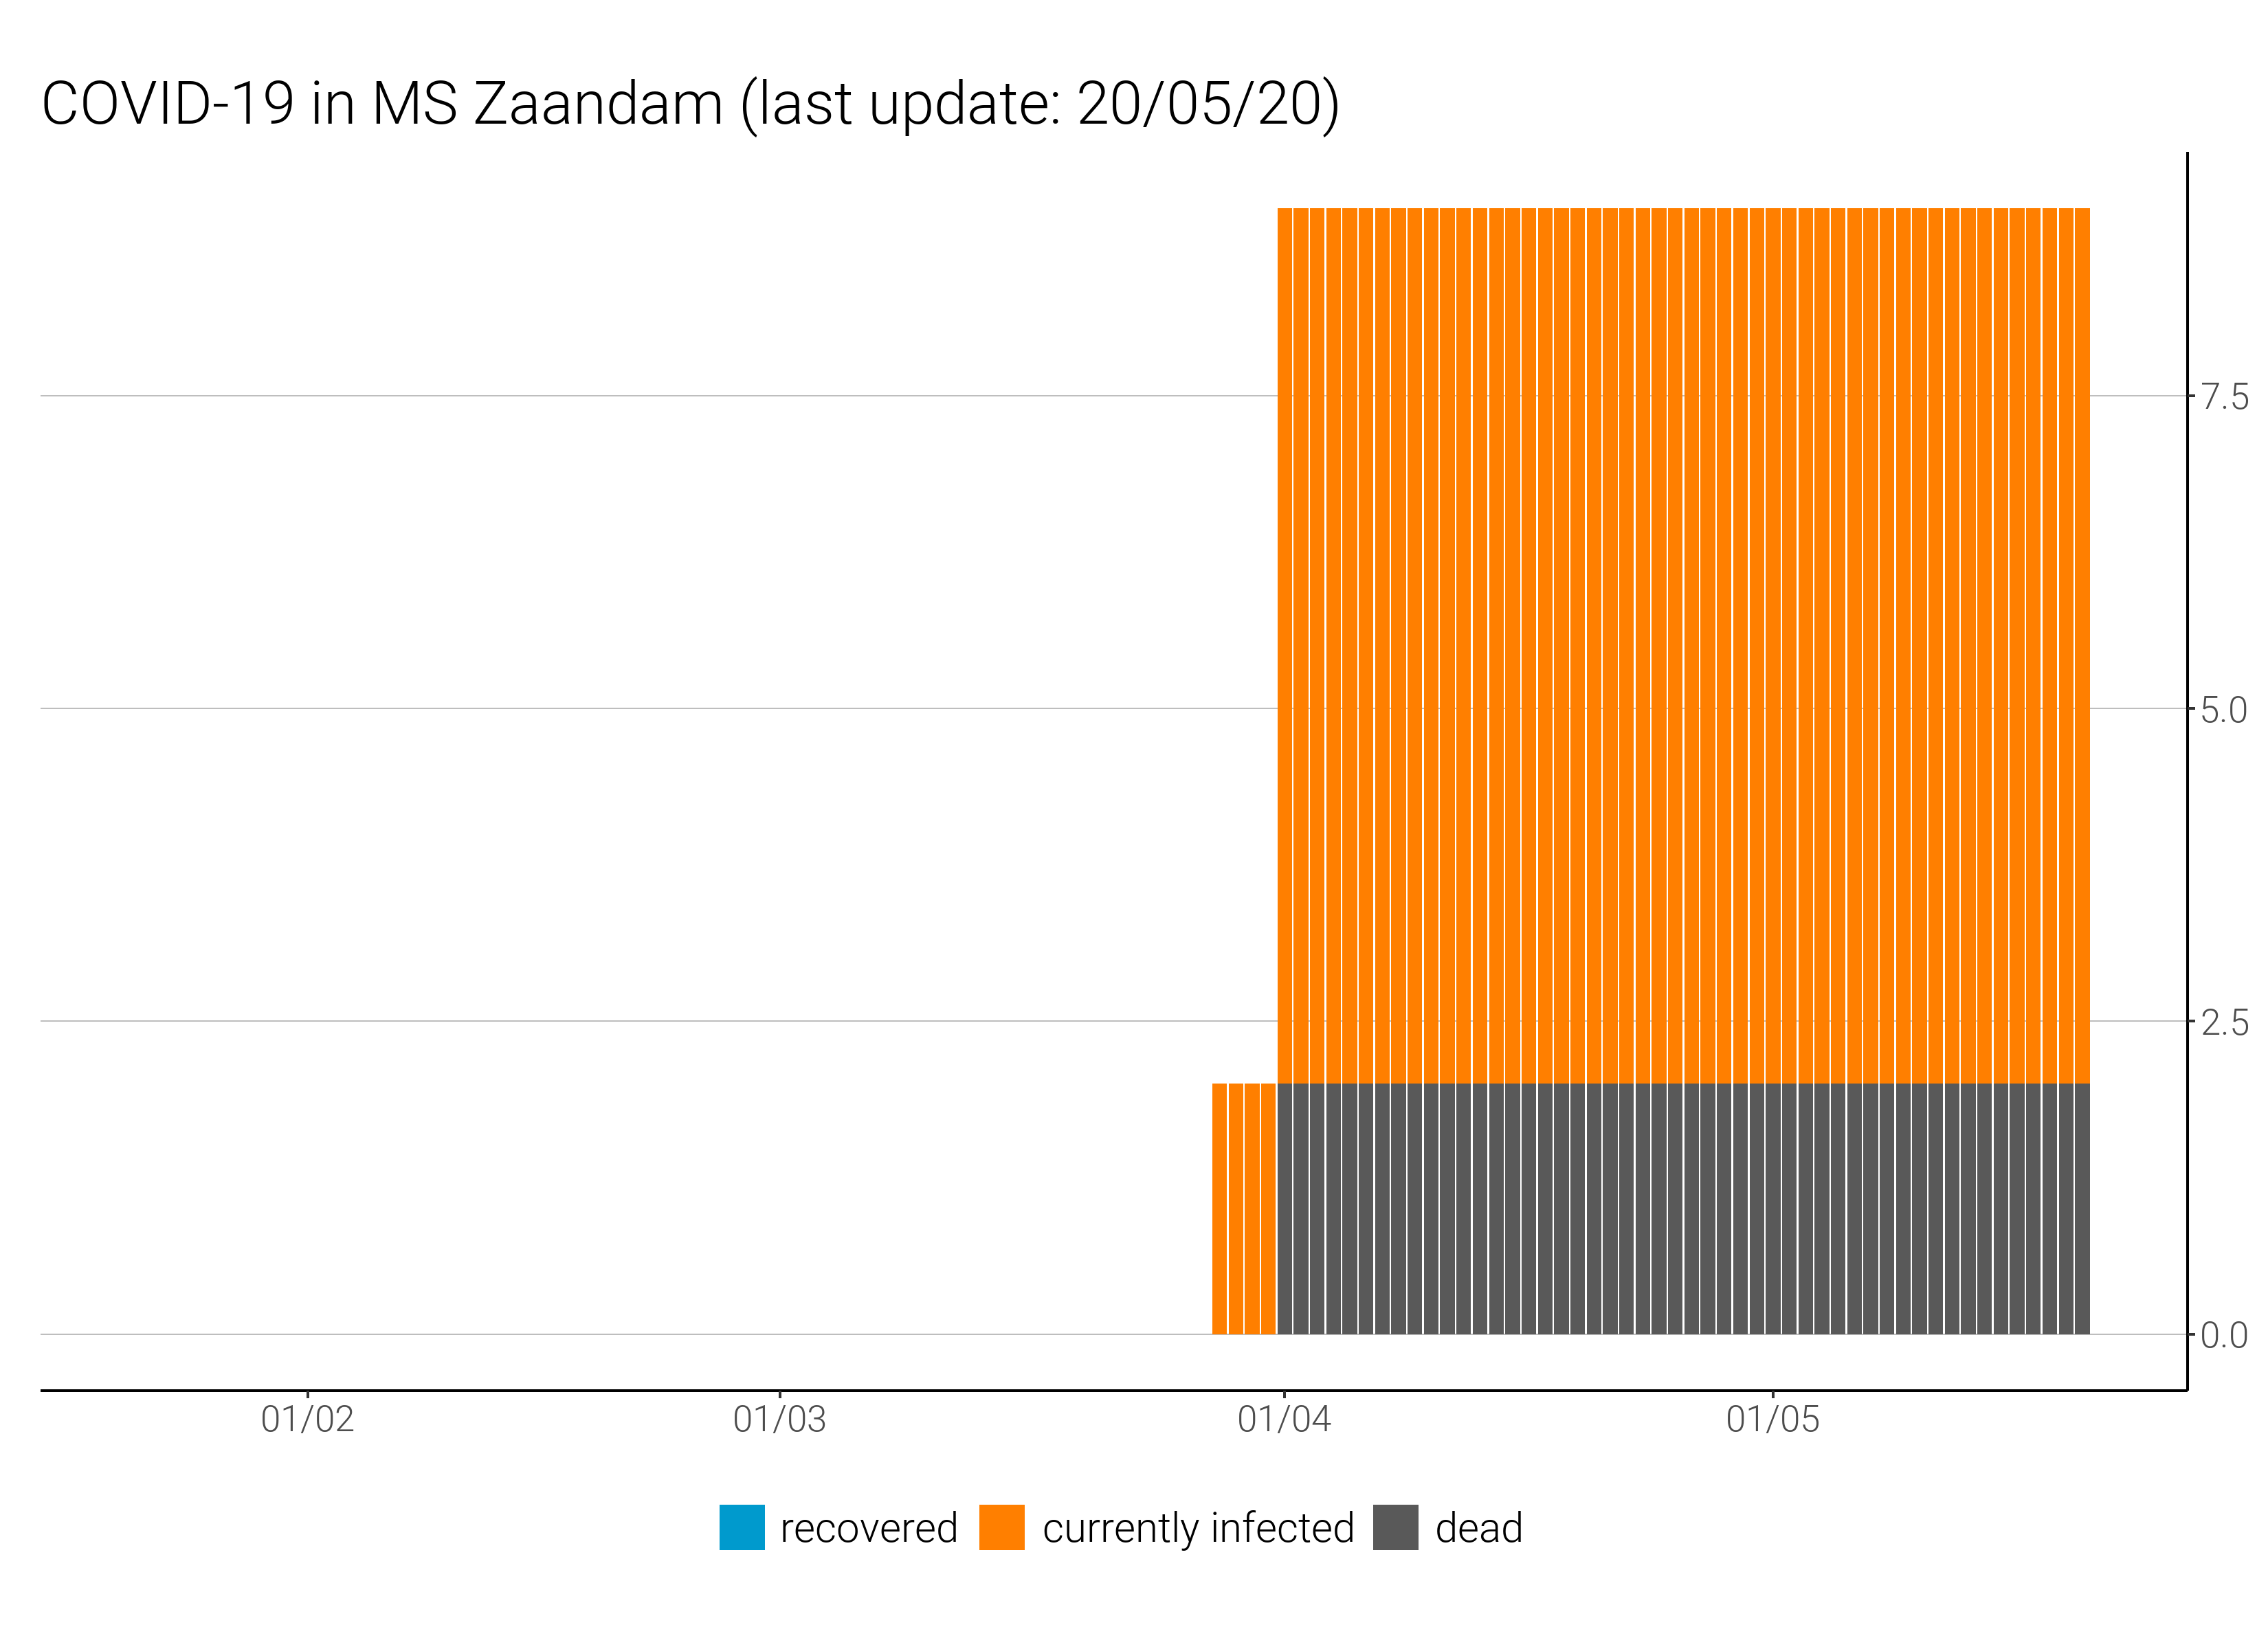 COVID-19 in MS Zaandam (last update: 20/05/20)
7.5
5.0
2.5
0.0
01/02 01/03 01/04 01/05
recovered currently infected dead